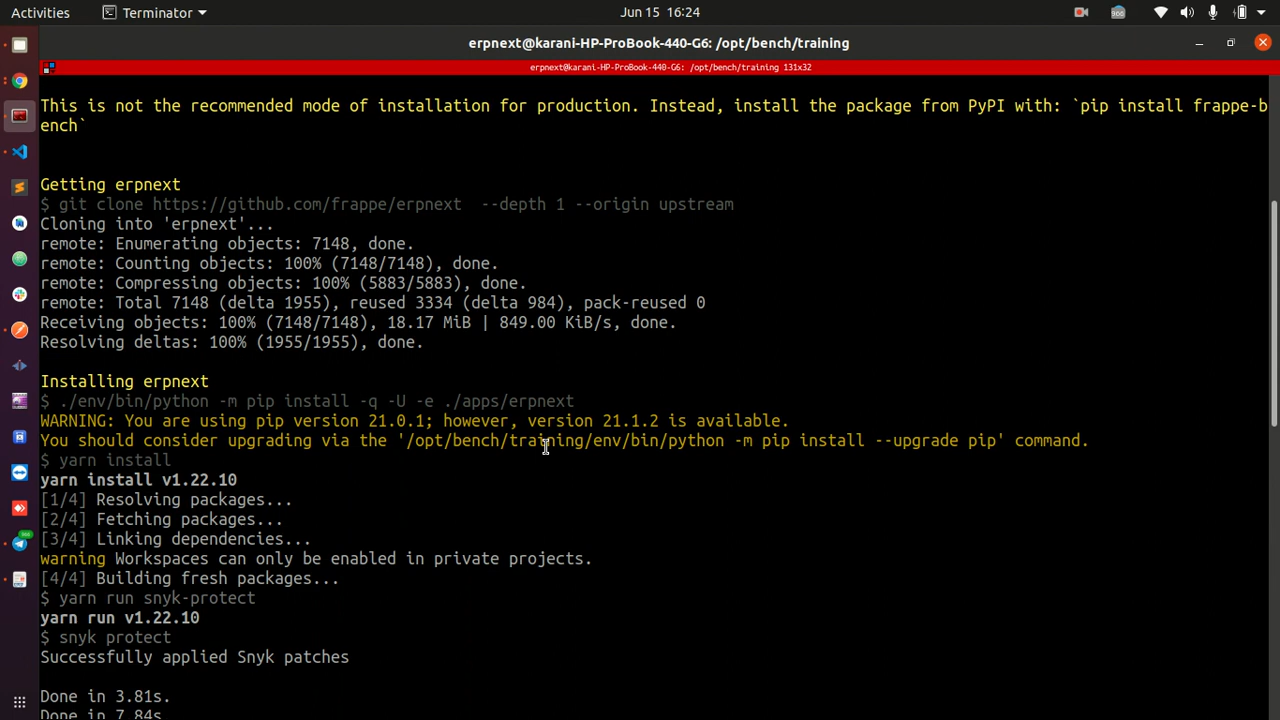 Activities
Terminator
Jun 15 16:24
erpnext@karani-HP-ProBook-440-G6: /opt/bench/training
erpnext@karani-HP-ProBook-440-G6: /opt/bench/training 131x32
This is not the recommended mode of installation for production. Instead, install the package from PyPI with: `pip install frappe-b
ench`
Getting erpnext
$ git clone https://github.com/frappe/erpnext  --depth 1 --origin upstream
Cloning into 'erpnext'...
remote: Enumerating objects: 7148, done.
remote: Counting objects: 100% (7148/7148), done.
remote: Compressing objects: 100% (5883/5883), done.
remote: Total 7148 (delta 1955), reused 3334 (delta 984), pack-reused 0
Receiving objects: 100% (7148/7148), 18.17 MiB | 849.00 KiB/s, done.
Resolving deltas: 100% (1955/1955), done.
Installing erpnext
$ ./env/bin/python -m pip install -q -U -e ./apps/erpnext
WARNING: You are using pip version 21.0.1; however, version 21.1.2 is available.
You should consider upgrading via the '/opt/bench/training/env/bin/python -m pip install --upgrade pip' command.
$ yarn install
yarn install v1.22.10
[1/4] Resolving packages...
[2/4] Fetching packages...
[3/4] Linking dependencies...
warning Workspaces can only be enabled in private projects.
[4/4] Building fresh packages...
$ yarn run snyk-protect
yarn run v1.22.10
$ snyk protect
Successfully applied Snyk patches
Done in 3.81s.
Done in 7.84s.